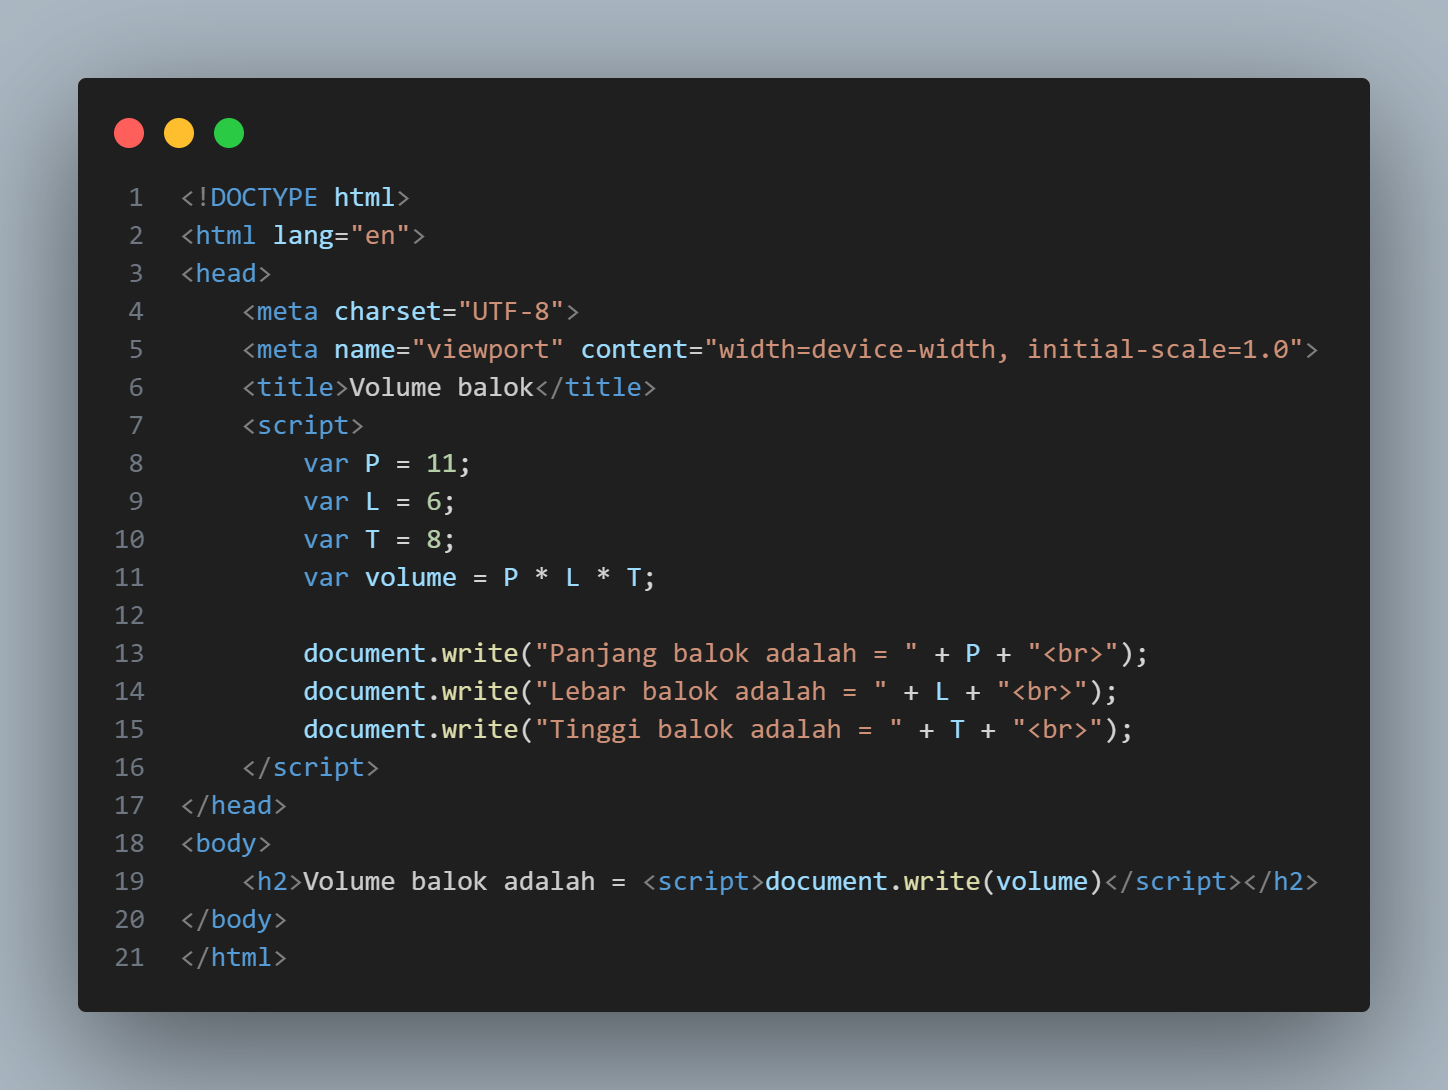 1 <!DOCTYPE html>
2 <html lang="en">
3 <head>
4     <meta charset="UTF-8">
5     <meta name="viewport" content="width=device-width, initial-scale=1.0">
6     <title>Volume balok</title>
7     <script>
8         var P = 11;
9         var L = 6;
10         var T = 8;
11         var volume = P * L * T;
12
13         document.write("Panjang balok adalah = " + P + "<br>");
14         document.write("Lebar balok adalah = " + L + "<br>");
15         document.write("Tinggi balok adalah = " + T + "<br>");
16     </script>
17 </head>
18 <body>
19     <h2>Volume balok adalah = <script>document.write(volume)</script></h2>
20 </body>
21 </html>